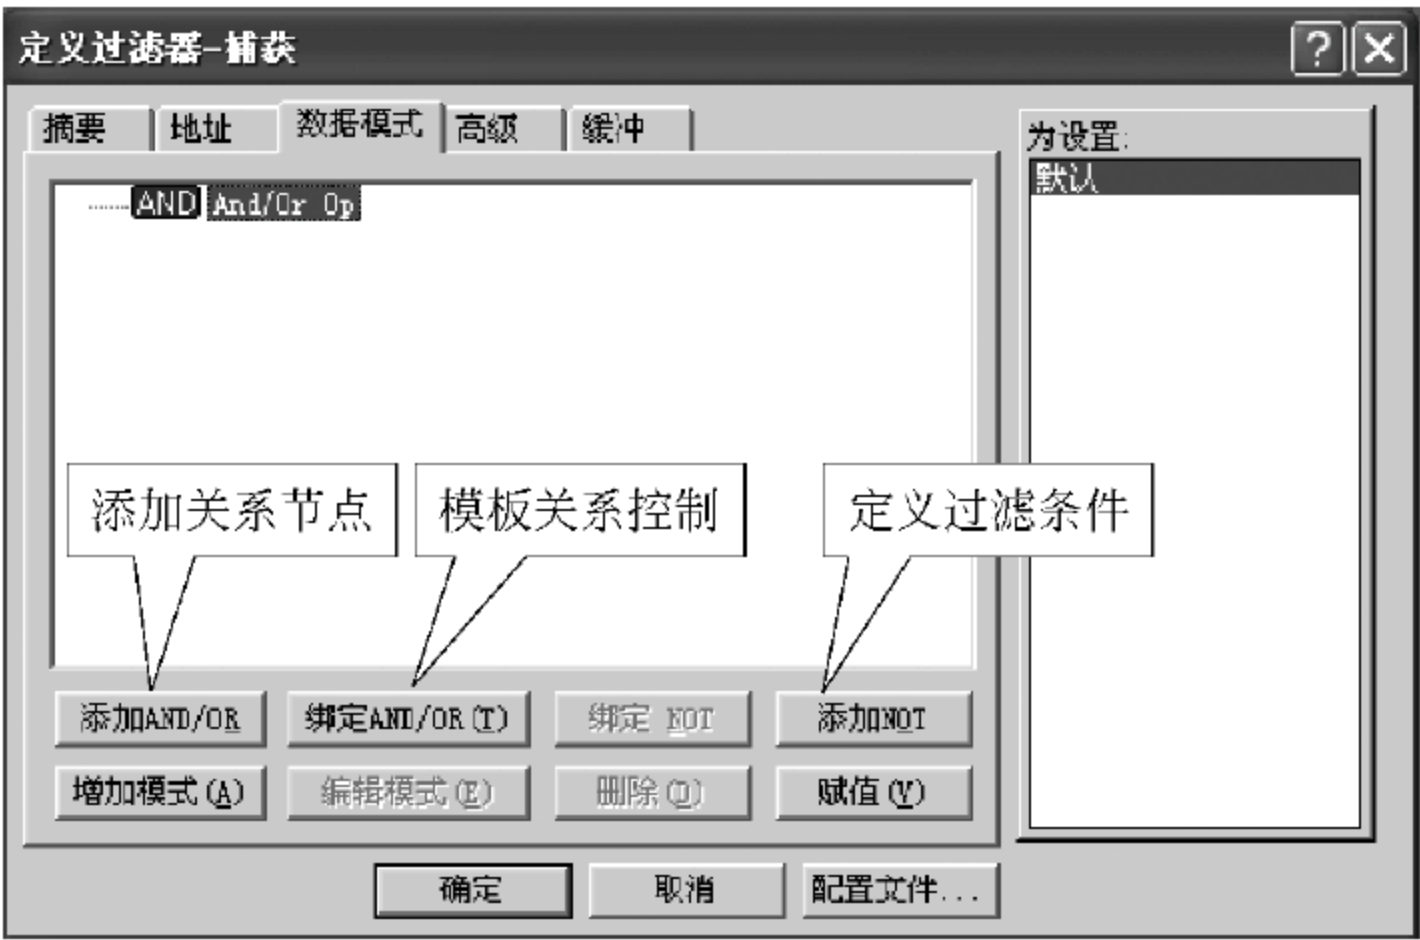 定义过滤器-捕获
摘要 地址 数据模式 高级 缓冲
为设置:
默认
AND And/Or Op
添加关系节点 模板关系控制 定义过滤条件
添加AND/OR 绑定AND/OR(T) 绑定 NOT 添加NOT
增加模式(A) 编辑模式(E) 删除(D) 赋值(V)
确定 取消 配置文件...